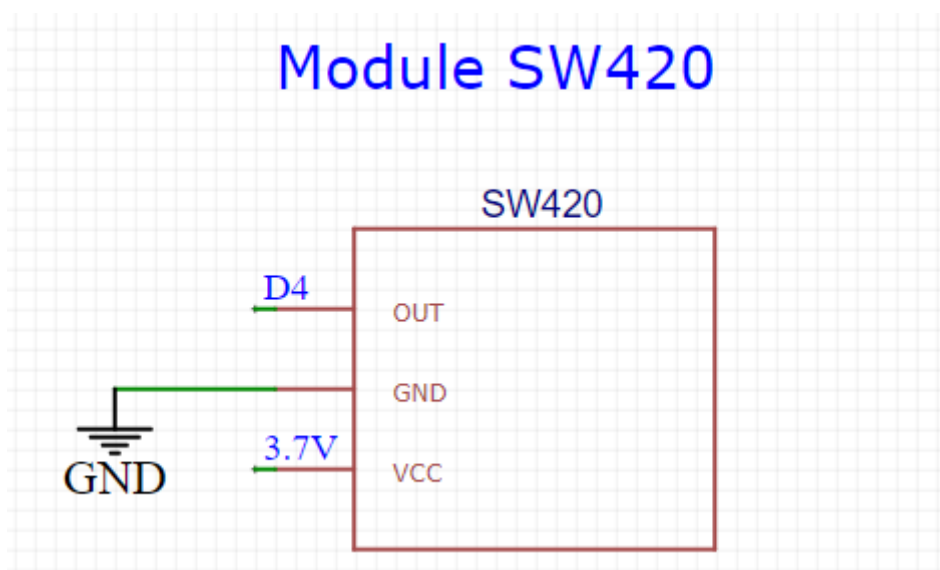 Module SW420
SW420
D4
OUT
GND
GND
3.7V
VCC